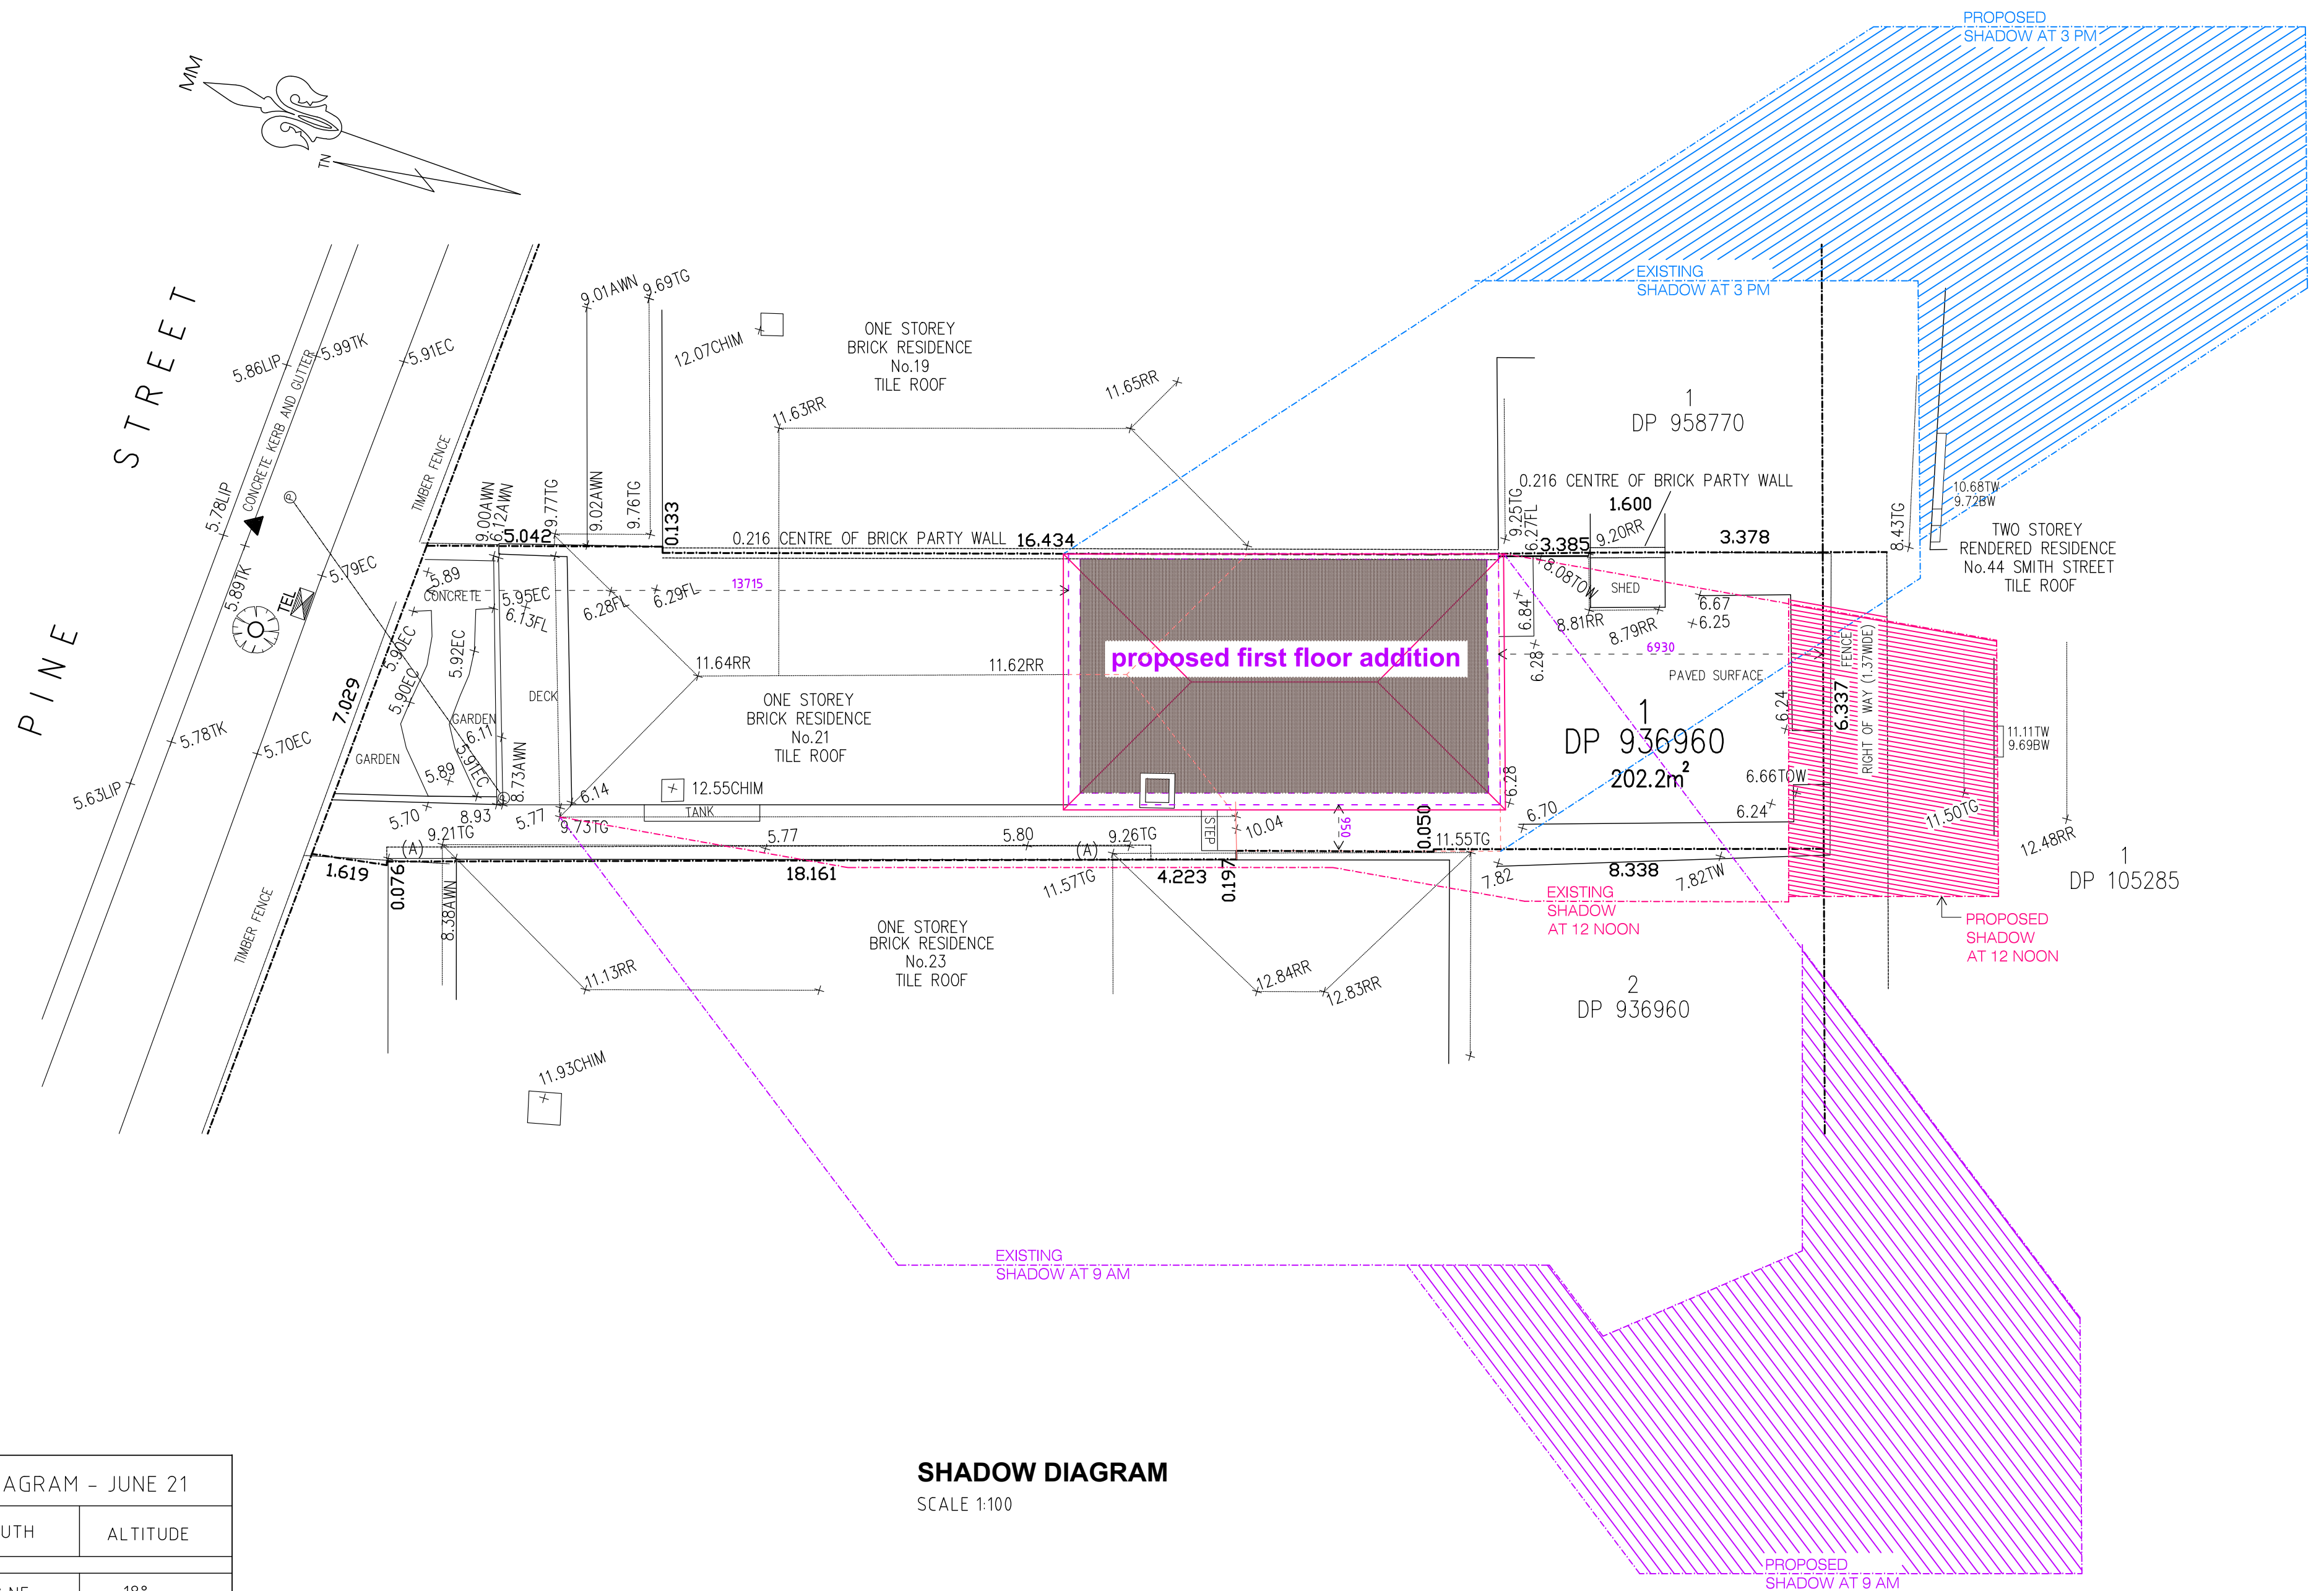 PROPOSED
SHADOW AT 3 PM
MM
TN
EXISTING
SHADOW AT 3 PM
PINE STREET
5.86LIP
5.99TK
5.91EC
CONCRETE KERB AND GUTTER
TIMBER FENCE
5.78LIP
5.89TK
5.79EC
TEL
P
5.78TK
5.70EC
5.63LIP
9.01AWN
9.69TG
12.07CHIM
ONE STOREY
BRICK RESIDENCE
No.19
TILE ROOF
11.65RR
11.63RR
1
DP 958770
9.00AWN
6.12AWN
9.77TG
9.02AWN
9.76TG
0.133
5.042
0.216 CENTRE OF BRICK PARTY WALL
16.434
9.25TG
6.27FL
0.216 CENTRE OF BRICK PARTY WALL
1.600
9.20RR
3.385
3.378
8.43TG
10.68TW
9.72BW
TWO STOREY
RENDERED RESIDENCE
No.44 SMITH STREET
TILE ROOF
5.89
CONCRETE
5.95EC
6.13FL
6.28FL
6.29FL
13715
8.08TOW
SHED
6.84
8.81RR
8.79RR
6.67
6.25
5.90EC
5.92EC
5.90EC
7.029
GARDEN
GARDEN
6.11
5.91EC
5.89
DECK
8.73AWN
11.64RR
11.62RR
proposed first floor addition
6.28
6930
PAVED SURFACE
FENCE
6.337
RIGHT OF WAY (1.37WIDE)
6.24
ONE STOREY
BRICK RESIDENCE
No.21
TILE ROOF
1
DP 936960
202.2m²
11.11TW
9.69BW
12.55CHIM
TANK
6.14
6.28
6.66TOW
6.24
6.70
11.50TG
12.48RR
1
DP 105285
5.70
8.93
5.77
9.73TG
9.21TG
(A)
5.77
5.80
9.26TG
(A)
STEP
10.04
950
0.050
11.55TG
1.619
0.076
8.38AWN
18.161
11.57TG
4.223
0.197
7.82
8.338
7.82TW
EXISTING
SHADOW
AT 12 NOON
PROPOSED
SHADOW
AT 12 NOON
TIMBER FENCE
ONE STOREY
BRICK RESIDENCE
No.23
TILE ROOF
11.13RR
12.84RR
12.83RR
2
DP 936960
11.93CHIM
EXISTING
SHADOW AT 9 AM
AGRAM - JUNE 21
UTH
ALTITUDE
18°
SHADOW DIAGRAM
SCALE 1:100
PROPOSED
SHADOW AT 9 AM